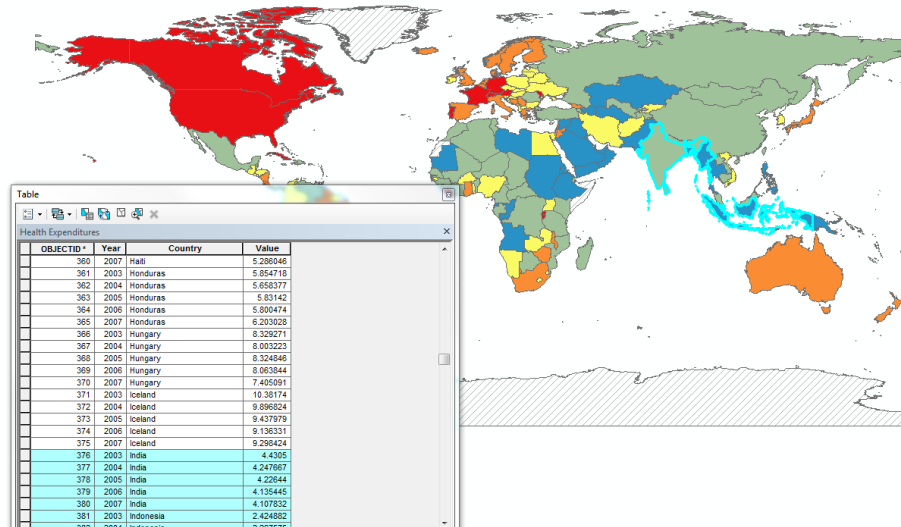 Table
Health Expenditures
OBJECTID * Year Country Value
360 2007 Haiti 5.286046
361 2003 Honduras 5.854718
362 2004 Honduras 5.658377
363 2005 Honduras 5.83142
364 2006 Honduras 5.800474
365 2007 Honduras 6.203028
366 2003 Hungary 8.329271
367 2004 Hungary 8.003223
368 2005 Hungary 8.324846
369 2006 Hungary 8.063844
370 2007 Hungary 7.405091
371 2003 Iceland 10.38174
372 2004 Iceland 9.896824
373 2005 Iceland 9.437979
374 2006 Iceland 9.136331
375 2007 Iceland 9.298424
376 2003 India 4.4305
377 2004 India 4.247667
378 2005 India 4.22644
379 2006 India 4.135445
380 2007 India 4.107832
381 2003 Indonesia 2.424882